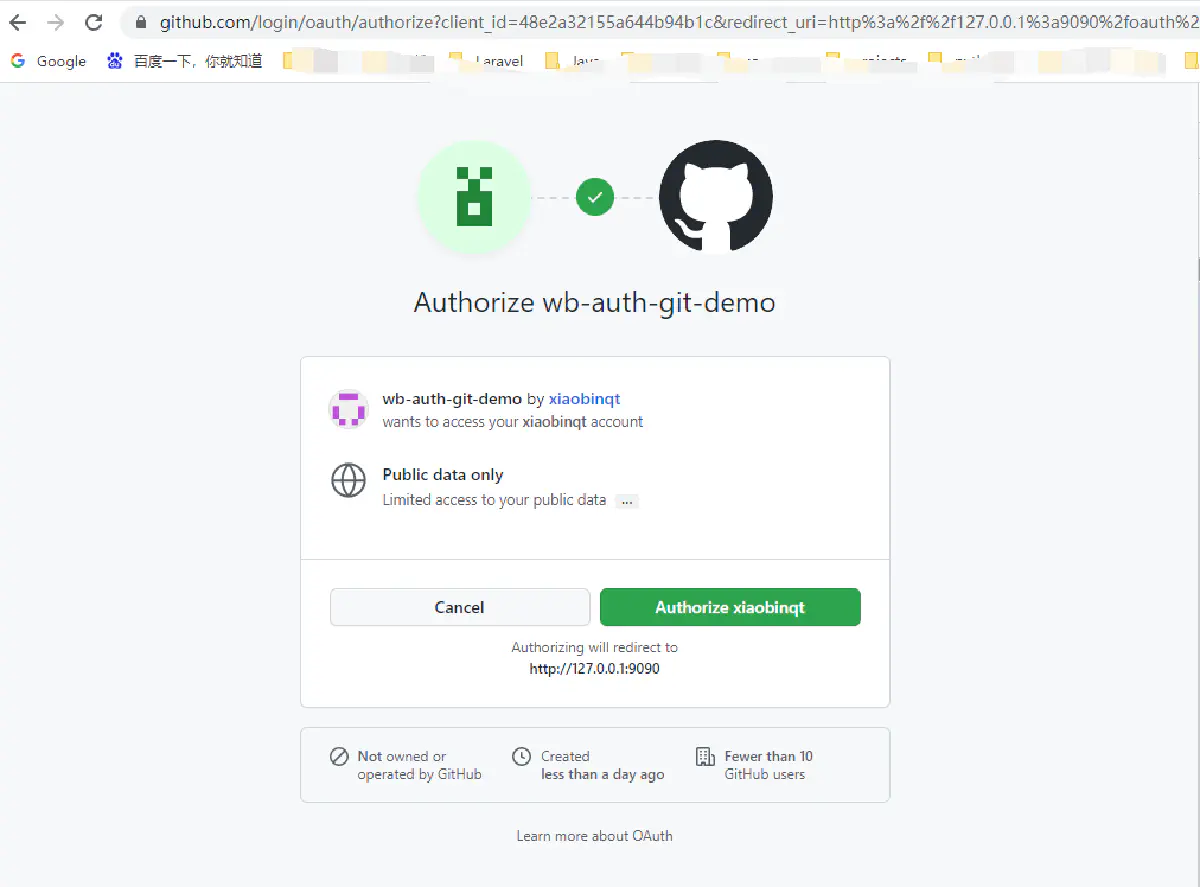 github.com/login/oauth/authorize?client_id=48e2a32155a644b94b1c&redirect_uri=http%3a%2f%2f127.0.0.1%3a9090%2foauth%2
Google 百度一下，你就知道 Laravel Java
Authorize wb-auth-git-demo
wb-auth-git-demo by xiaobinqt
wants to access your xiaobinqt account
Public data only
Limited access to your public data ...
Cancel Authorize xiaobinqt
Authorizing will redirect to
http://127.0.0.1:9090
Not owned or
operated by GitHub
Created
less than a day ago
Fewer than 10
GitHub users
Learn more about OAuth